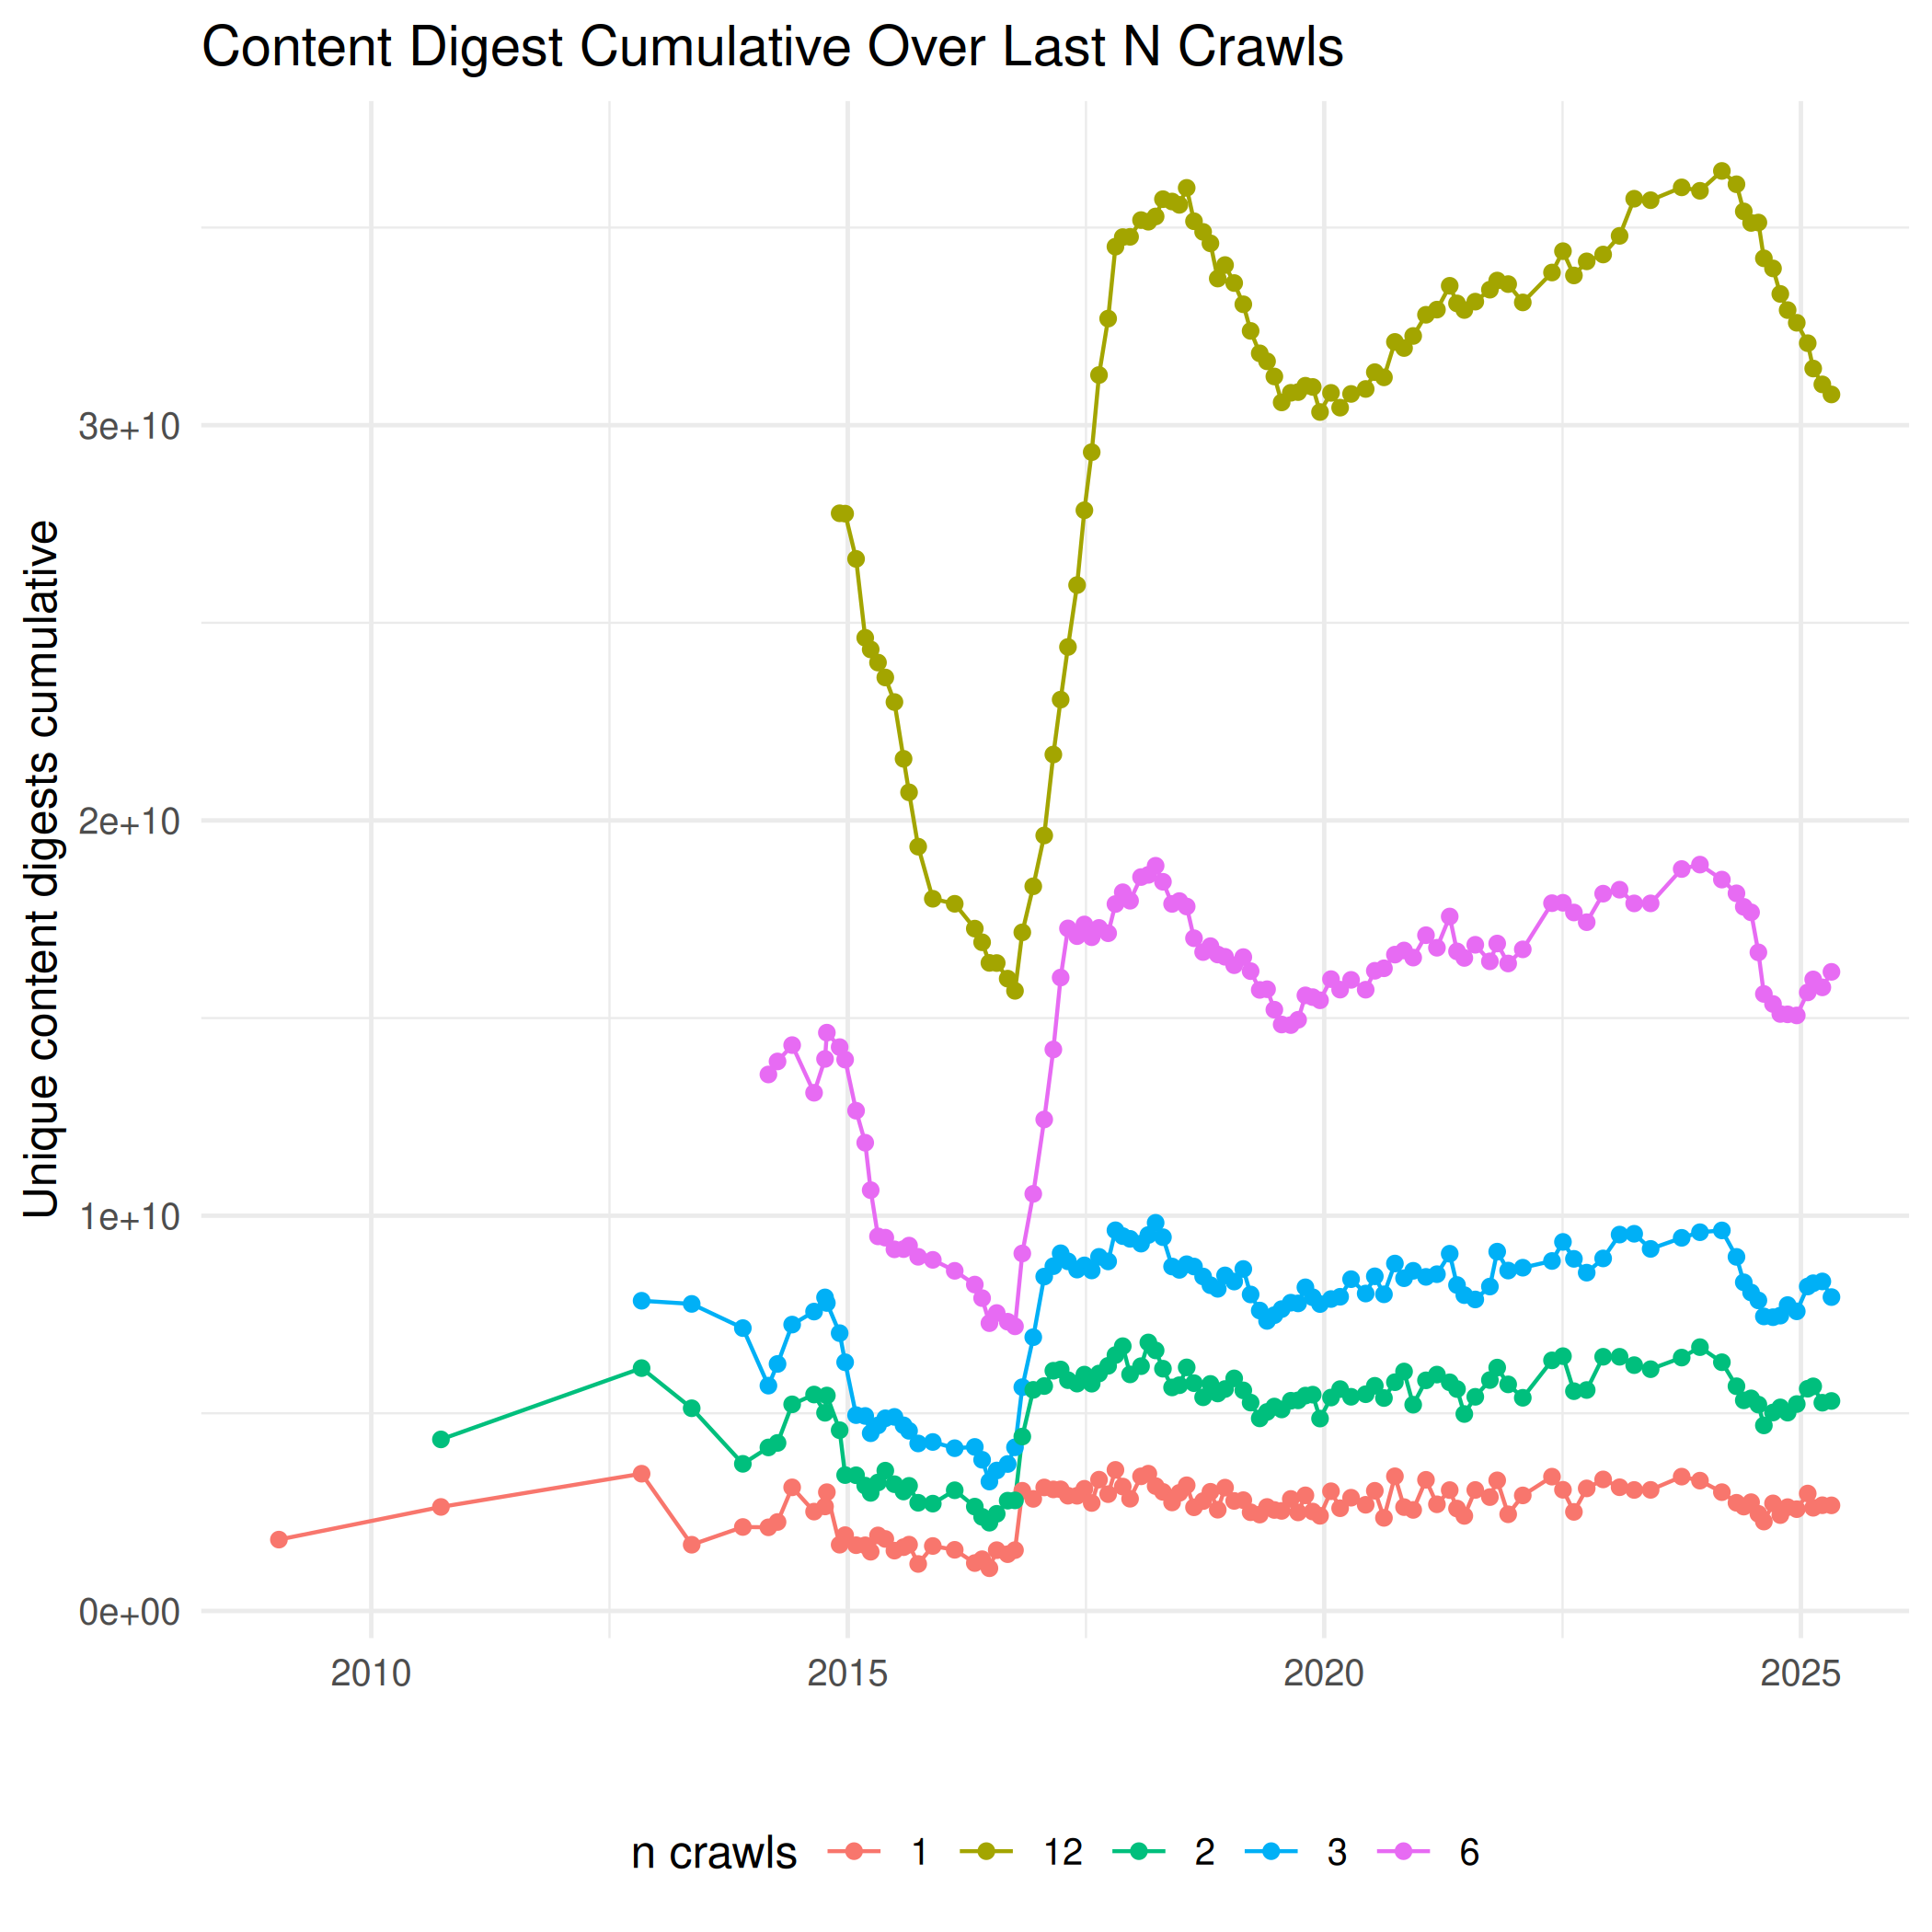 Content Digest Cumulative Over Last N Crawls
Unique content digests cumulative
3e+10
2e+10
1e+10
0e+00
2010 2015 2020 2025
n crawls 1 12 2 3 6